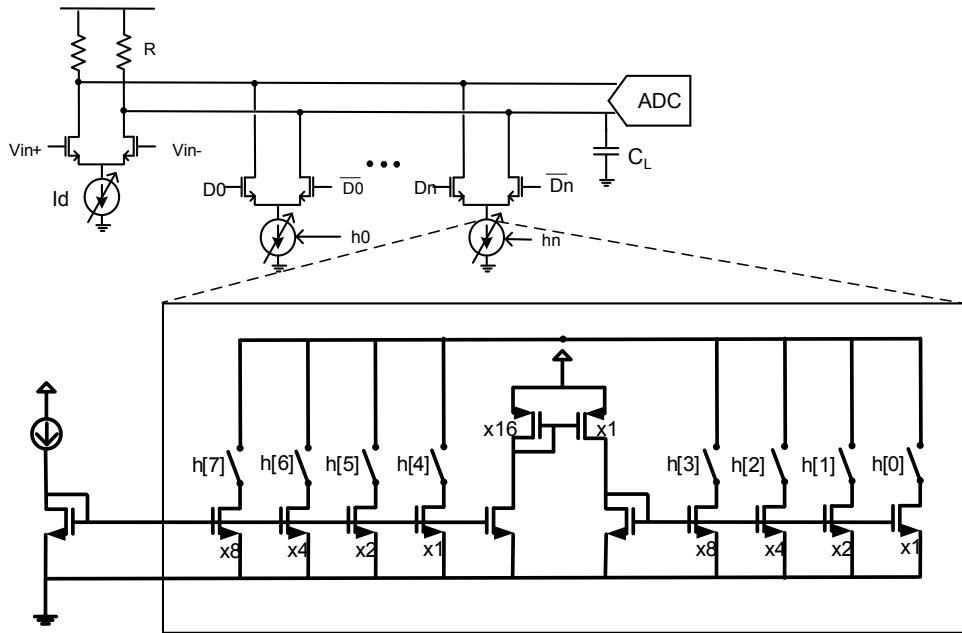 R
ADC
Vin+
Vin-
C_L
Id
D0
D0
Dn
Dn
h0
hn
x16
x1
h[7]
h[6]
h[5]
h[4]
h[3]
h[2]
h[1]
h[0]
x8
x4
x2
x1
x8
x4
x2
x1